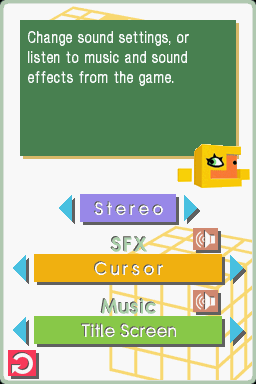 Change sound settings, or
listen to music and sound
effects from the game.
Stereo
SFX
Cursor
Music
Title Screen